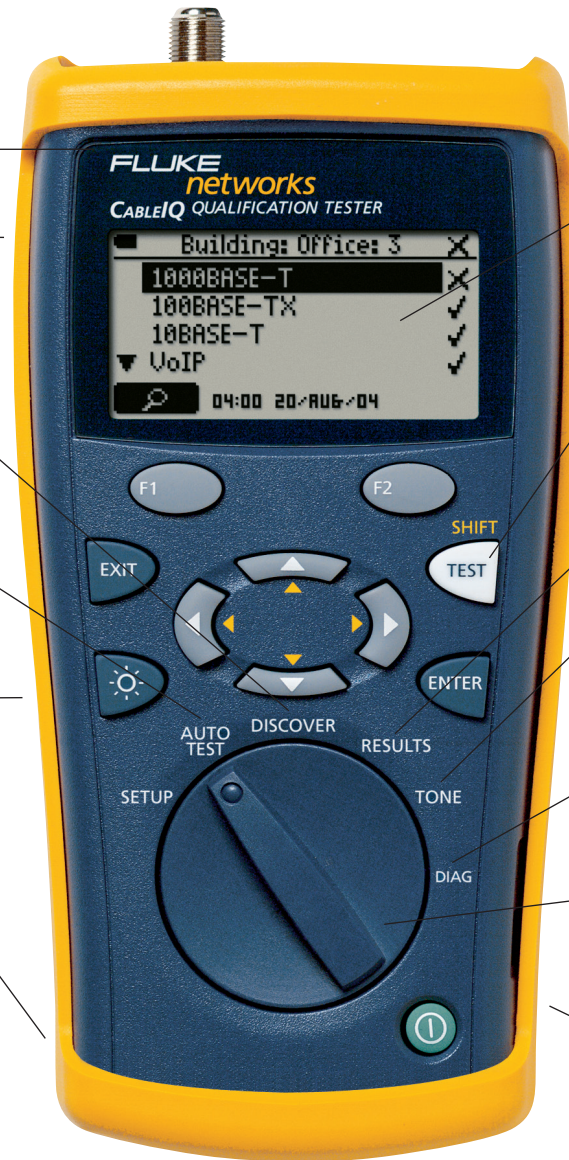 FLUKE
networks
CABLEIQ QUALIFICATION TESTER
Building: Office: 3
1000BASE-T
100BASE-TX
10BASE-T
VoIP
04:00 20/AUG/04
F1
F2
SHIFT
EXIT
TEST
ENTER
AUTO
TEST
DISCOVER
RESULTS
SETUP
TONE
DIAG